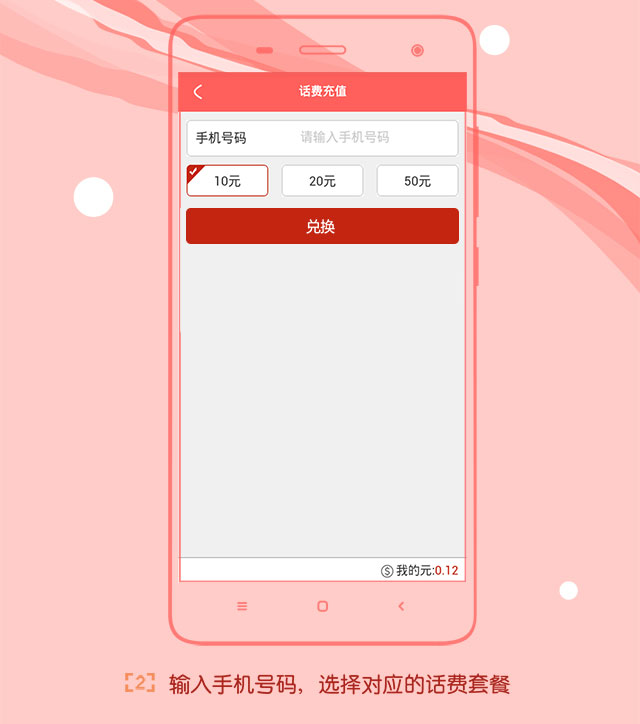 话费充值
手机号码 请输入手机号码
10元 20元 50元
兑换
Ⓢ 我的元:0.12
[2] 输入手机号码，选择对应的话费套餐